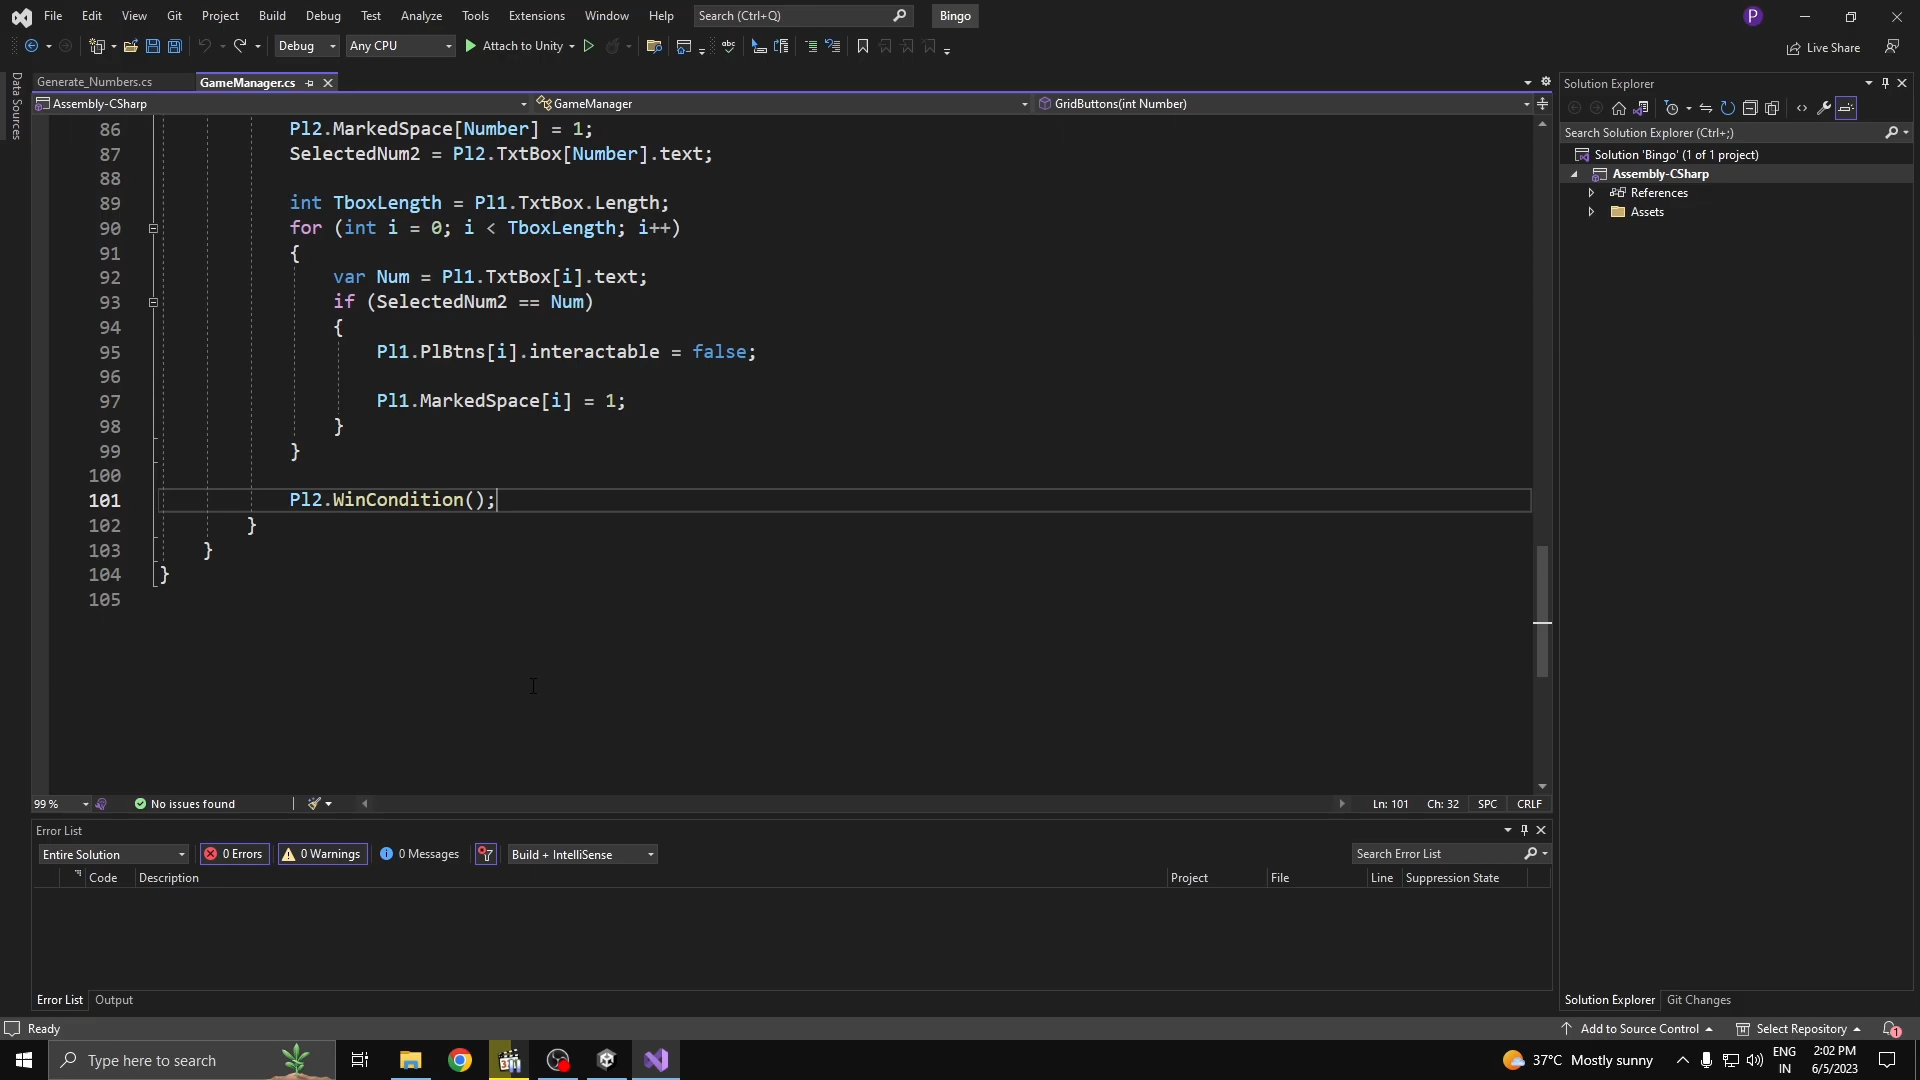 File Edit View Git Project Build Debug Test Analyze Tools Extensions Window Help Search (Ctrl+Q) Bingo P
Debug Any CPU Attach to Unity Live Share
Data Sources
Generate_Numbers.cs GameManager.cs
Assembly-CSharp GameManager GridButtons(int Number)
86 Pl2.MarkedSpace[Number] = 1;
87 SelectedNum2 = Pl2.TxtBox[Number].text;
88
89 int TboxLength = Pl1.TxtBox.Length;
90 for (int i = 0; i < TboxLength; i++)
91 {
92 var Num = Pl1.TxtBox[i].text;
93 if (SelectedNum2 == Num)
94 {
95 Pl1.PlBtns[i].interactable = false;
96
97 Pl1.MarkedSpace[i] = 1;
98 }
99 }
100
101 Pl2.WinCondition();
102 }
103 }
104 }
105
99 % No issues found Ln: 101 Ch: 32 SPC CRLF
Error List
Entire Solution 0 Errors 0 Warnings 0 Messages Build + IntelliSense Search Error List
Code Description Project File Line Suppression State
Error List Output
Solution Explorer
Search Solution Explorer (Ctrl+;)
Solution 'Bingo' (1 of 1 project)
Assembly-CSharp
References
Assets
Solution Explorer Git Changes
Ready Add to Source Control Select Repository 1
Type here to search 37°C Mostly sunny ENG IN 2:02 PM 6/5/2023